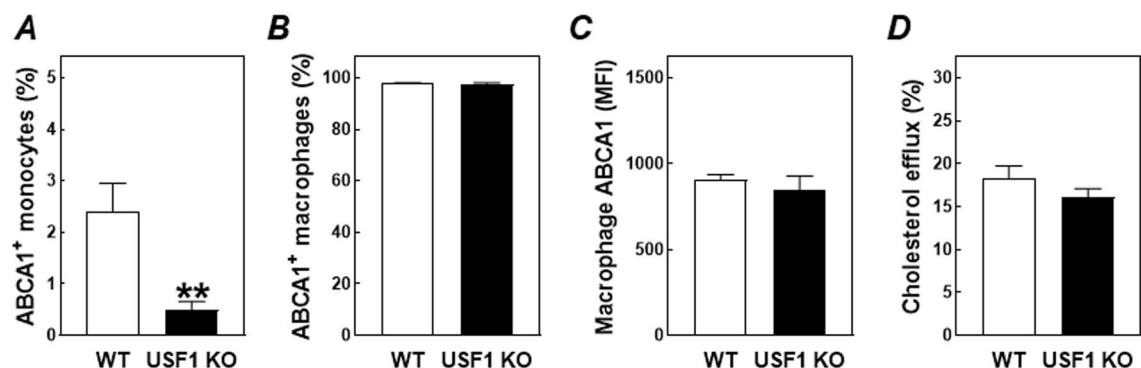 A
ABCA1+ monocytes (%)
5
4
3
2
1
0
**
WT USF1 KO
B
ABCA1+ macrophages (%)
100
80
60
40
20
0
WT USF1 KO
C
Macrophage ABCA1 (MFI)
1500
1000
500
0
WT USF1 KO
D
Cholesterol efflux (%)
30
25
20
15
10
5
0
WT USF1 KO